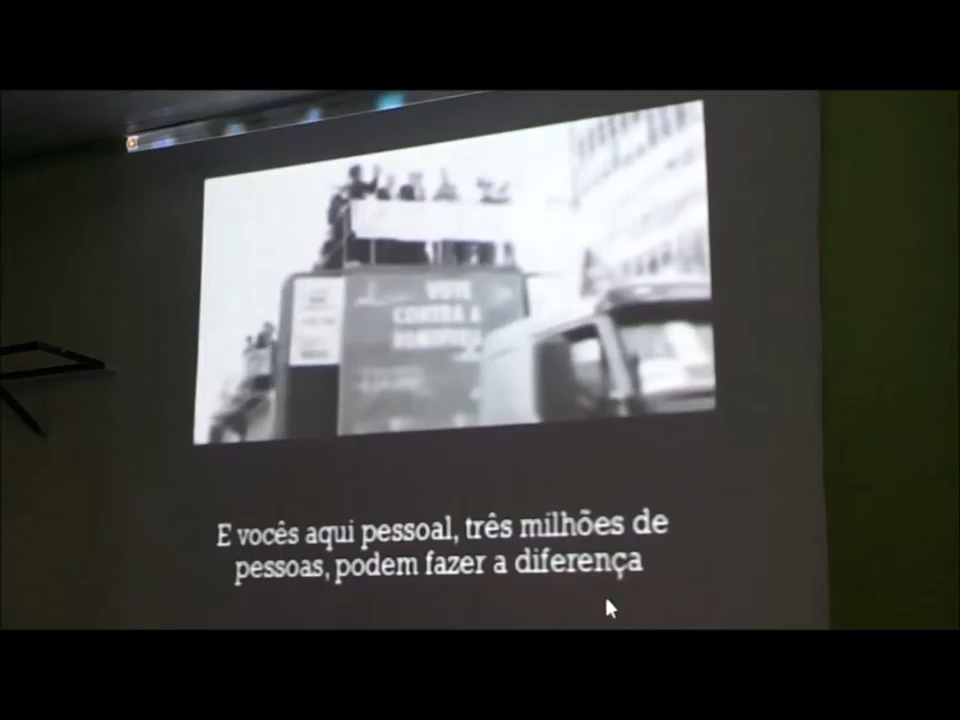 VOTE
CONTRA A
E vocês aqui pessoal, três milhões de
pessoas, podem fazer a diferença